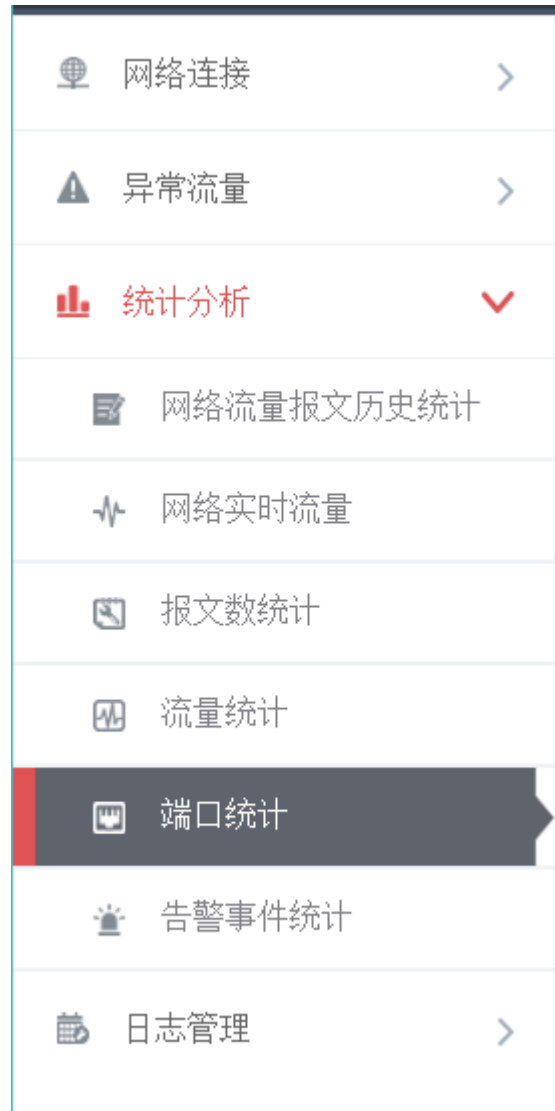 网络连接
异常流量
统计分析
网络流量报文历史统计
网络实时流量
报文数统计
流量统计
端口统计
告警事件统计
日志管理